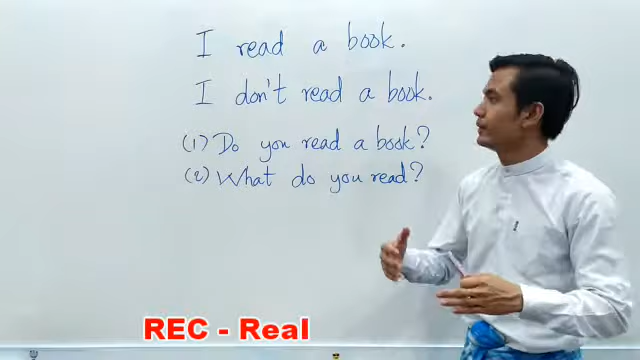 I read a book.
I don't read a book.
(1) Do you read a book?
(2) What do you read?
REC - Real